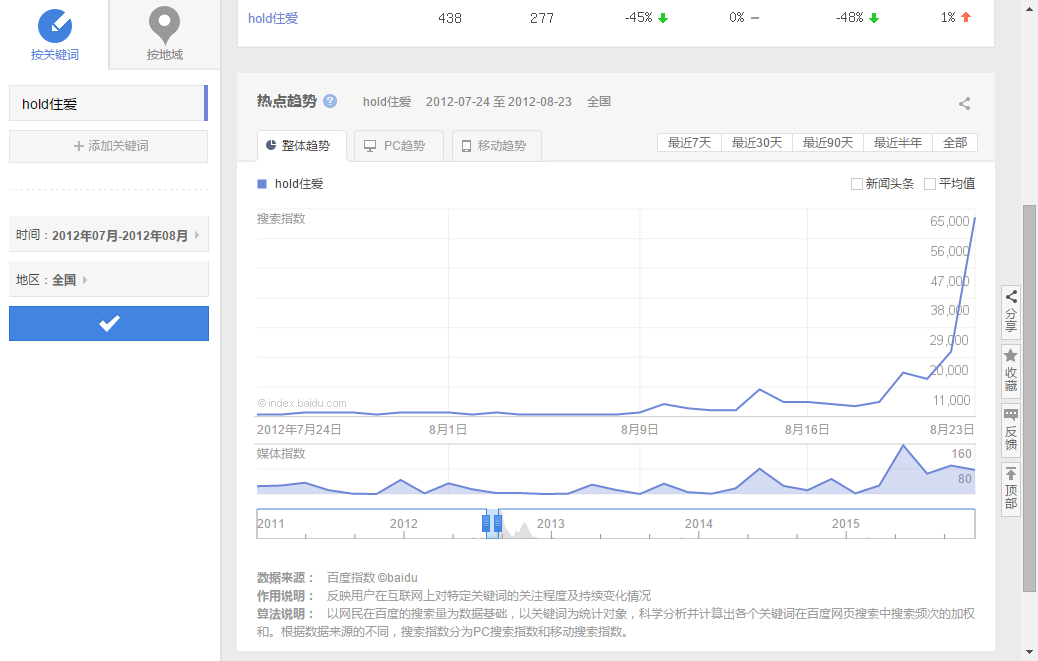 按关键词
按地域
hold住爱
+ 添加关键词
时间：2012年07月-2012年08月
地区：全国
hold住爱 438 277 -45% 0% -48% 1%
热点趋势 ? hold住爱 2012-07-24 至 2012-08-23 全国
整体趋势 PC趋势 移动趋势 最近7天 最近30天 最近90天 最近半年 全部
hold住爱 新闻头条 平均值
搜索指数
65,000
56,000
47,000
38,000
29,000
20,000
11,000
©index.baidu.com
2012年7月24日 8月1日 8月9日 8月16日 8月23日
媒体指数
160
80
2011 2012 2013 2014 2015
数据来源： 百度指数 ©baidu
作用说明： 反映用户在互联网上对特定关键词的关注程度及持续变化情况
算法说明： 以网民在百度的搜索量为数据基础，以关键词为统计对象，科学分析并计算出各个关键词在百度网页搜索中搜索频次的加权
和。根据数据来源的不同，搜索指数分为PC搜索指数和移动搜索指数。
分享
收藏
反馈
顶部